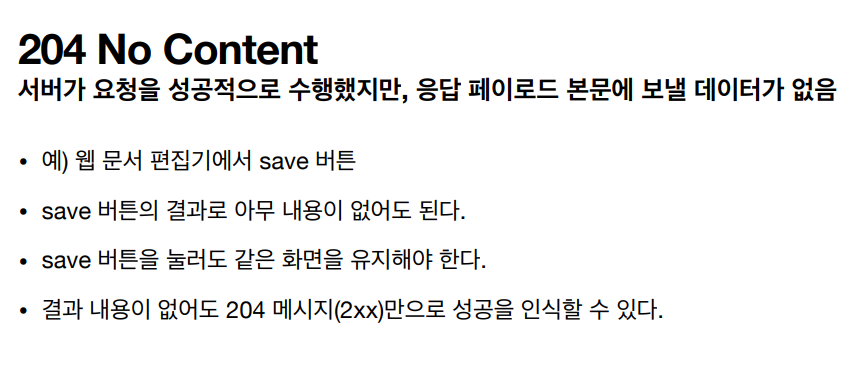 204 No Content
서버가 요청을 성공적으로 수행했지만, 응답 페이로드 본문에 보낼 데이터가 없음
• 예) 웹 문서 편집기에서 save 버튼
• save 버튼의 결과로 아무 내용이 없어도 된다.
• save 버튼을 눌러도 같은 화면을 유지해야 한다.
• 결과 내용이 없어도 204 메시지(2xx)만으로 성공을 인식할 수 있다.